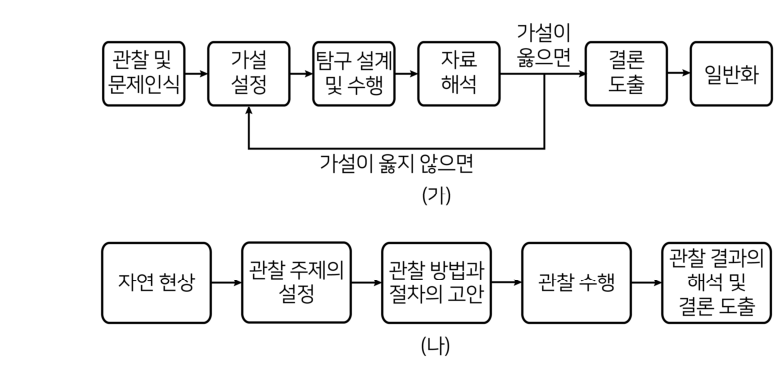 가설이
옳으면
관찰 및
문제인식
가설
설정
탐구 설계
및 수행
자료
해석
결론
도출
일반화
가설이 옳지 않으면
(가)
자연 현상
관찰 주제의
설정
관찰 방법과
절차의 고안
관찰 수행
관찰 결과의
해석 및
결론 도출
(나)